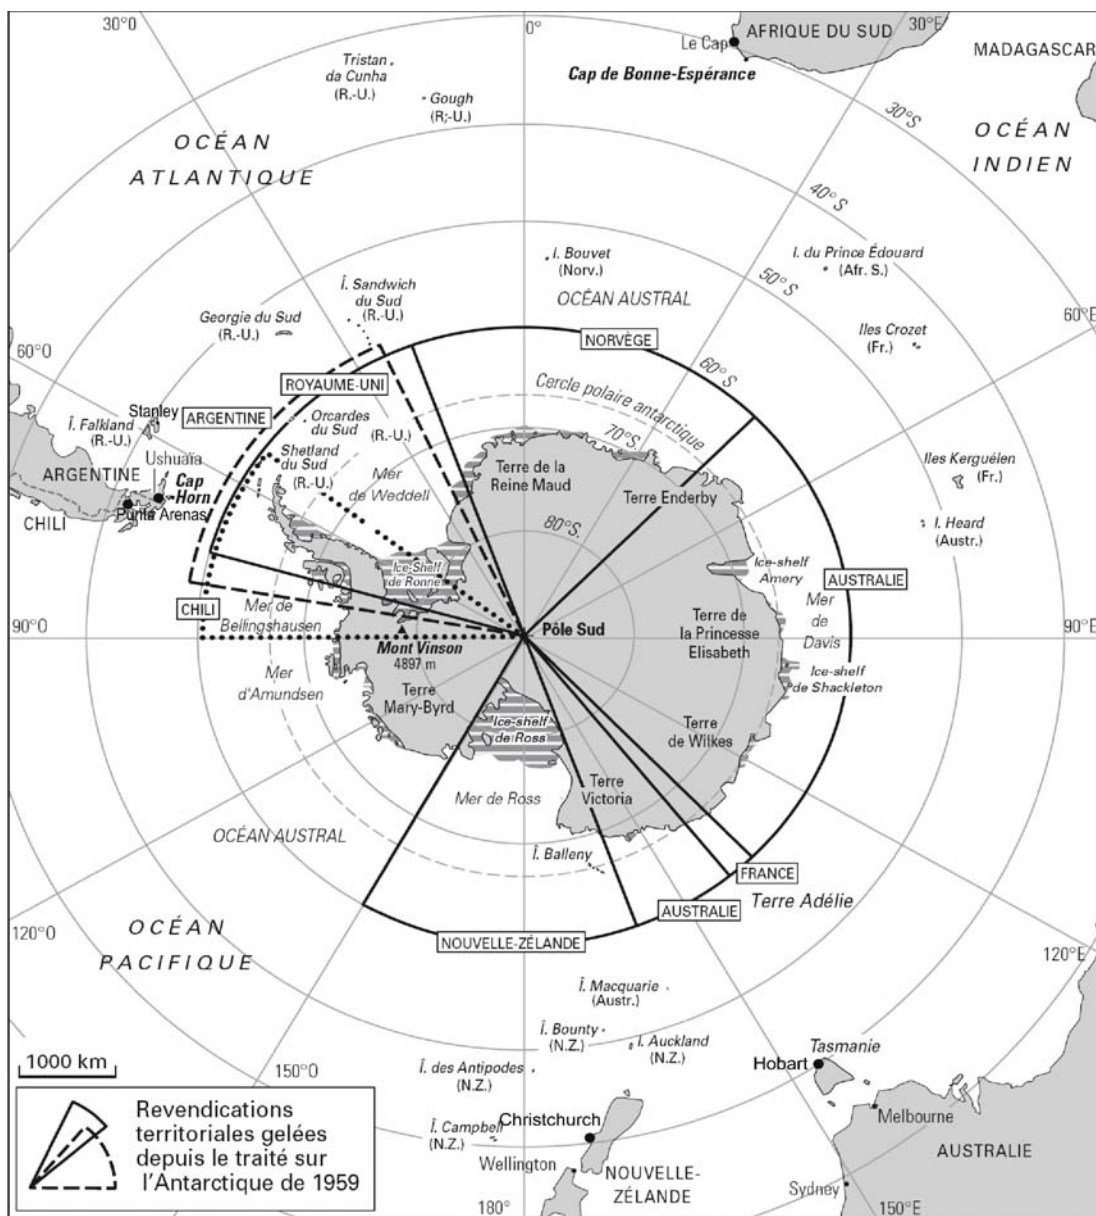 30°0
0°
30°E
AFRIQUE DU SUD
Le Cap
Cap de Bonne-Espérance
MADAGASCAR
Tristan
da Cunha
(R.-U.)
Gough
(R;-U.)
30°S
OCÉAN
ATLANTIQUE
OCÉAN
INDIEN
40°S
I. Bouvet
(Norv.)
I. du Prince Édouard
(Afr. S.)
50°S
Î. Sandwich
du Sud
(R.-U.)
OCÉAN AUSTRAL
Georgie du Sud
(R.-U.)
60°E
Iles Crozet
(Fr.)
NORVÈGE
60°0
60°S
ROYAUME-UNI
Cercle polaire
antarctique
ARGENTINE
Stanley
Î. Falkland
(R.-U.)
Orcardes
du Sud
(R.-U.)
70°S.
Shetland
du Sud
(R.-U.)
ARGENTINE
Ushuaïa
Cap
Horn
Punta Arenas
CHILI
Mer
de Weddell
Terre de la
Reine Maud
Terre Enderby
Iles Kerguélen
(Fr.)
I. Heard
(Austr.)
80°S.
Ice-Shelf
de Ronne
Ice-shelf
Amery
AUSTRALIE
CHILI
Mer de
Bellingshausen
Mer
de
Davis
90°0
Pôle Sud
Terre de
la Princesse
Elisabeth
90°E
Mont Vinson
4897 m
Mer
d'Amundsen
Terre
Mary-Byrd
Ice-shelf
de Shackleton
Ice-shelf
de Ross
Terre
de Wilkes
Mer de Ross
Terre
Victoria
OCÉAN AUSTRAL
Î. Balleny
FRANCE
Terre Adélie
AUSTRALIE
NOUVELLE-ZÉLANDE
120°0
120°E
OCÉAN
PACIFIQUE
Î. Macquarie
(Austr.)
Î. Bounty
(N.Z.)
I. Auckland
(N.Z.)
Tasmanie
Hobart
1000 km
150°0
Î. des Antipodes
(N.Z.)
Christchurch
Î. Campbell
(N.Z.)
Melbourne
AUSTRALIE
Wellington
NOUVELLE-
ZÉLANDE
Sydney
180°
150°E
Revendications
territoriales gelées
depuis le traité sur
l'Antarctique de 1959